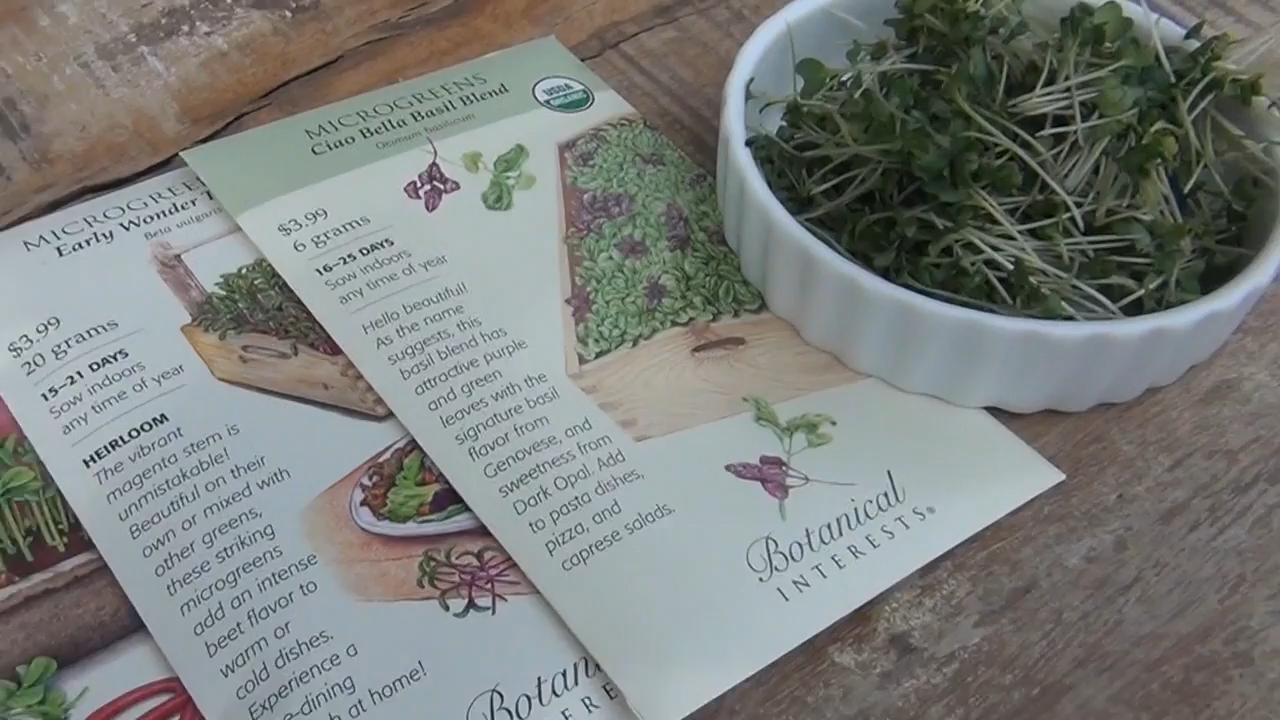 MICROGREENS
Ciao Bella Basil Blend
Ocimum basilicum
USDA
ORGANIC
$3.99
6 grams
16–25 DAYS
Sow indoors
any time of year
Hello beautiful!
As the name
suggests, this
basil blend has
attractive purple
and green
leaves with the
signature basil
flavor from
Genovese, and
sweetness from
Dark Opal. Add
to pasta dishes,
pizza, and
caprese salads.
Botanical
INTERESTS®
MICROGREE
Early Wonder
Beta vulgaris
$3.99
20 grams
15–21 DAYS
Sow indoors
any time of year
HEIRLOOM
The vibrant
magenta stem is
unmistakable!
Beautiful on their
own or mixed with
other greens,
these striking
microgreens
add an intense
beet flavor to
warm or
cold dishes.
Experience a
e-dining
h at home!
Botan
ERE